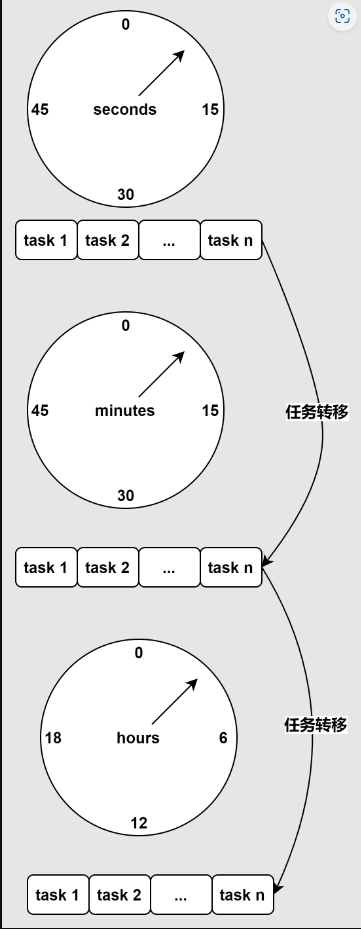 0
45 seconds 15
30
task 1 task 2 ... task n
0
任务转移
45 minutes 15
30
task 1 task 2 ... task n
0
任务转移
18 hours 6
12
task 1 task 2 ... task n